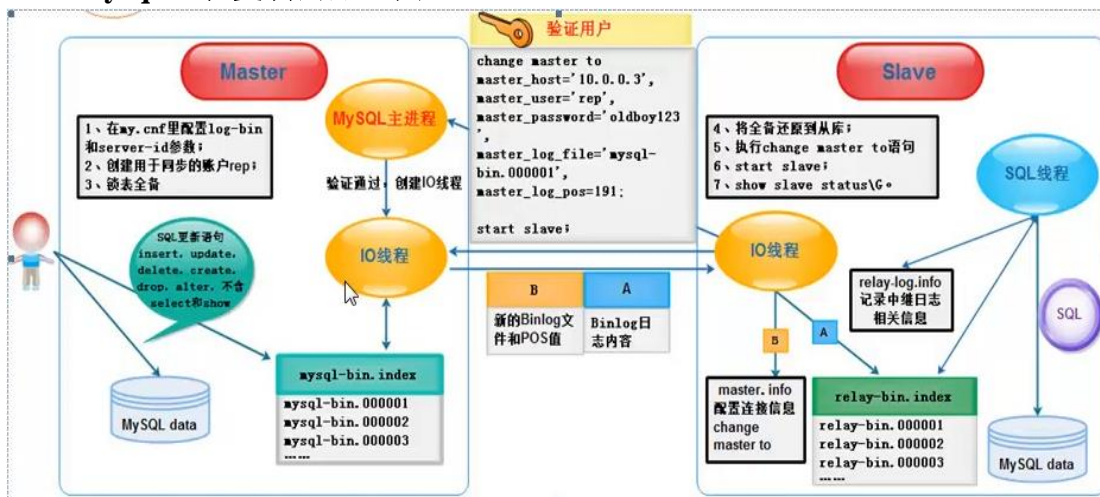 验证用户
Master
MySQL主进程
1、在my.cnf里配置log-bin
和server-id参数;
2、创建用于同步的账户rep;
3、锁表全备
验证通过,创建IO线程
change master to
master_host='10.0.0.3',
master_user='rep',
master_password='oldboy123
',
master_log_file='mysql-
bin.000001',
master_log_pos=191;
start slave;
Slave
4、将全备还原到从库;
5、执行change master to语句
6、start slave;
7、show slave status\G。
SQL线程
SQL更新语句
insert, update,
delete, create,
drop, alter, 不含
select和show
IO线程
IO线程
B
A
新的Binlog文
件和POS值
Binlog日
志内容
relay-log.info
记录中继日志
相关信息
SQL
B
A
MySQL data
mysql-bin.index
mysql-bin.000001
mysql-bin.000002
mysql-bin.000003
……
master.info
配置连接信息
change
master to
relay-bin.index
relay-bin.000001
relay-bin.000002
relay-bin.000003
……
MySQL data